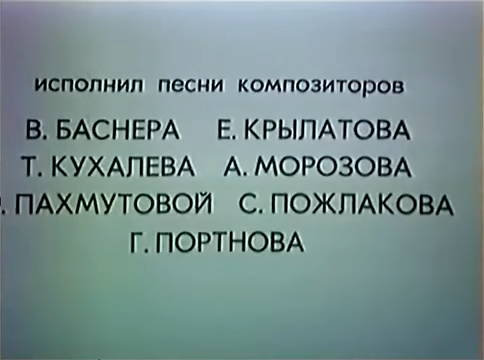 исполнил песни композиторов
В. БАСНЕРА Е. КРЫЛАТОВА
Т. КУХАЛЕВА А. МОРОЗОВА
. ПАХМУТОВОЙ С. ПОЖЛАКОВА
Г. ПОРТНОВА